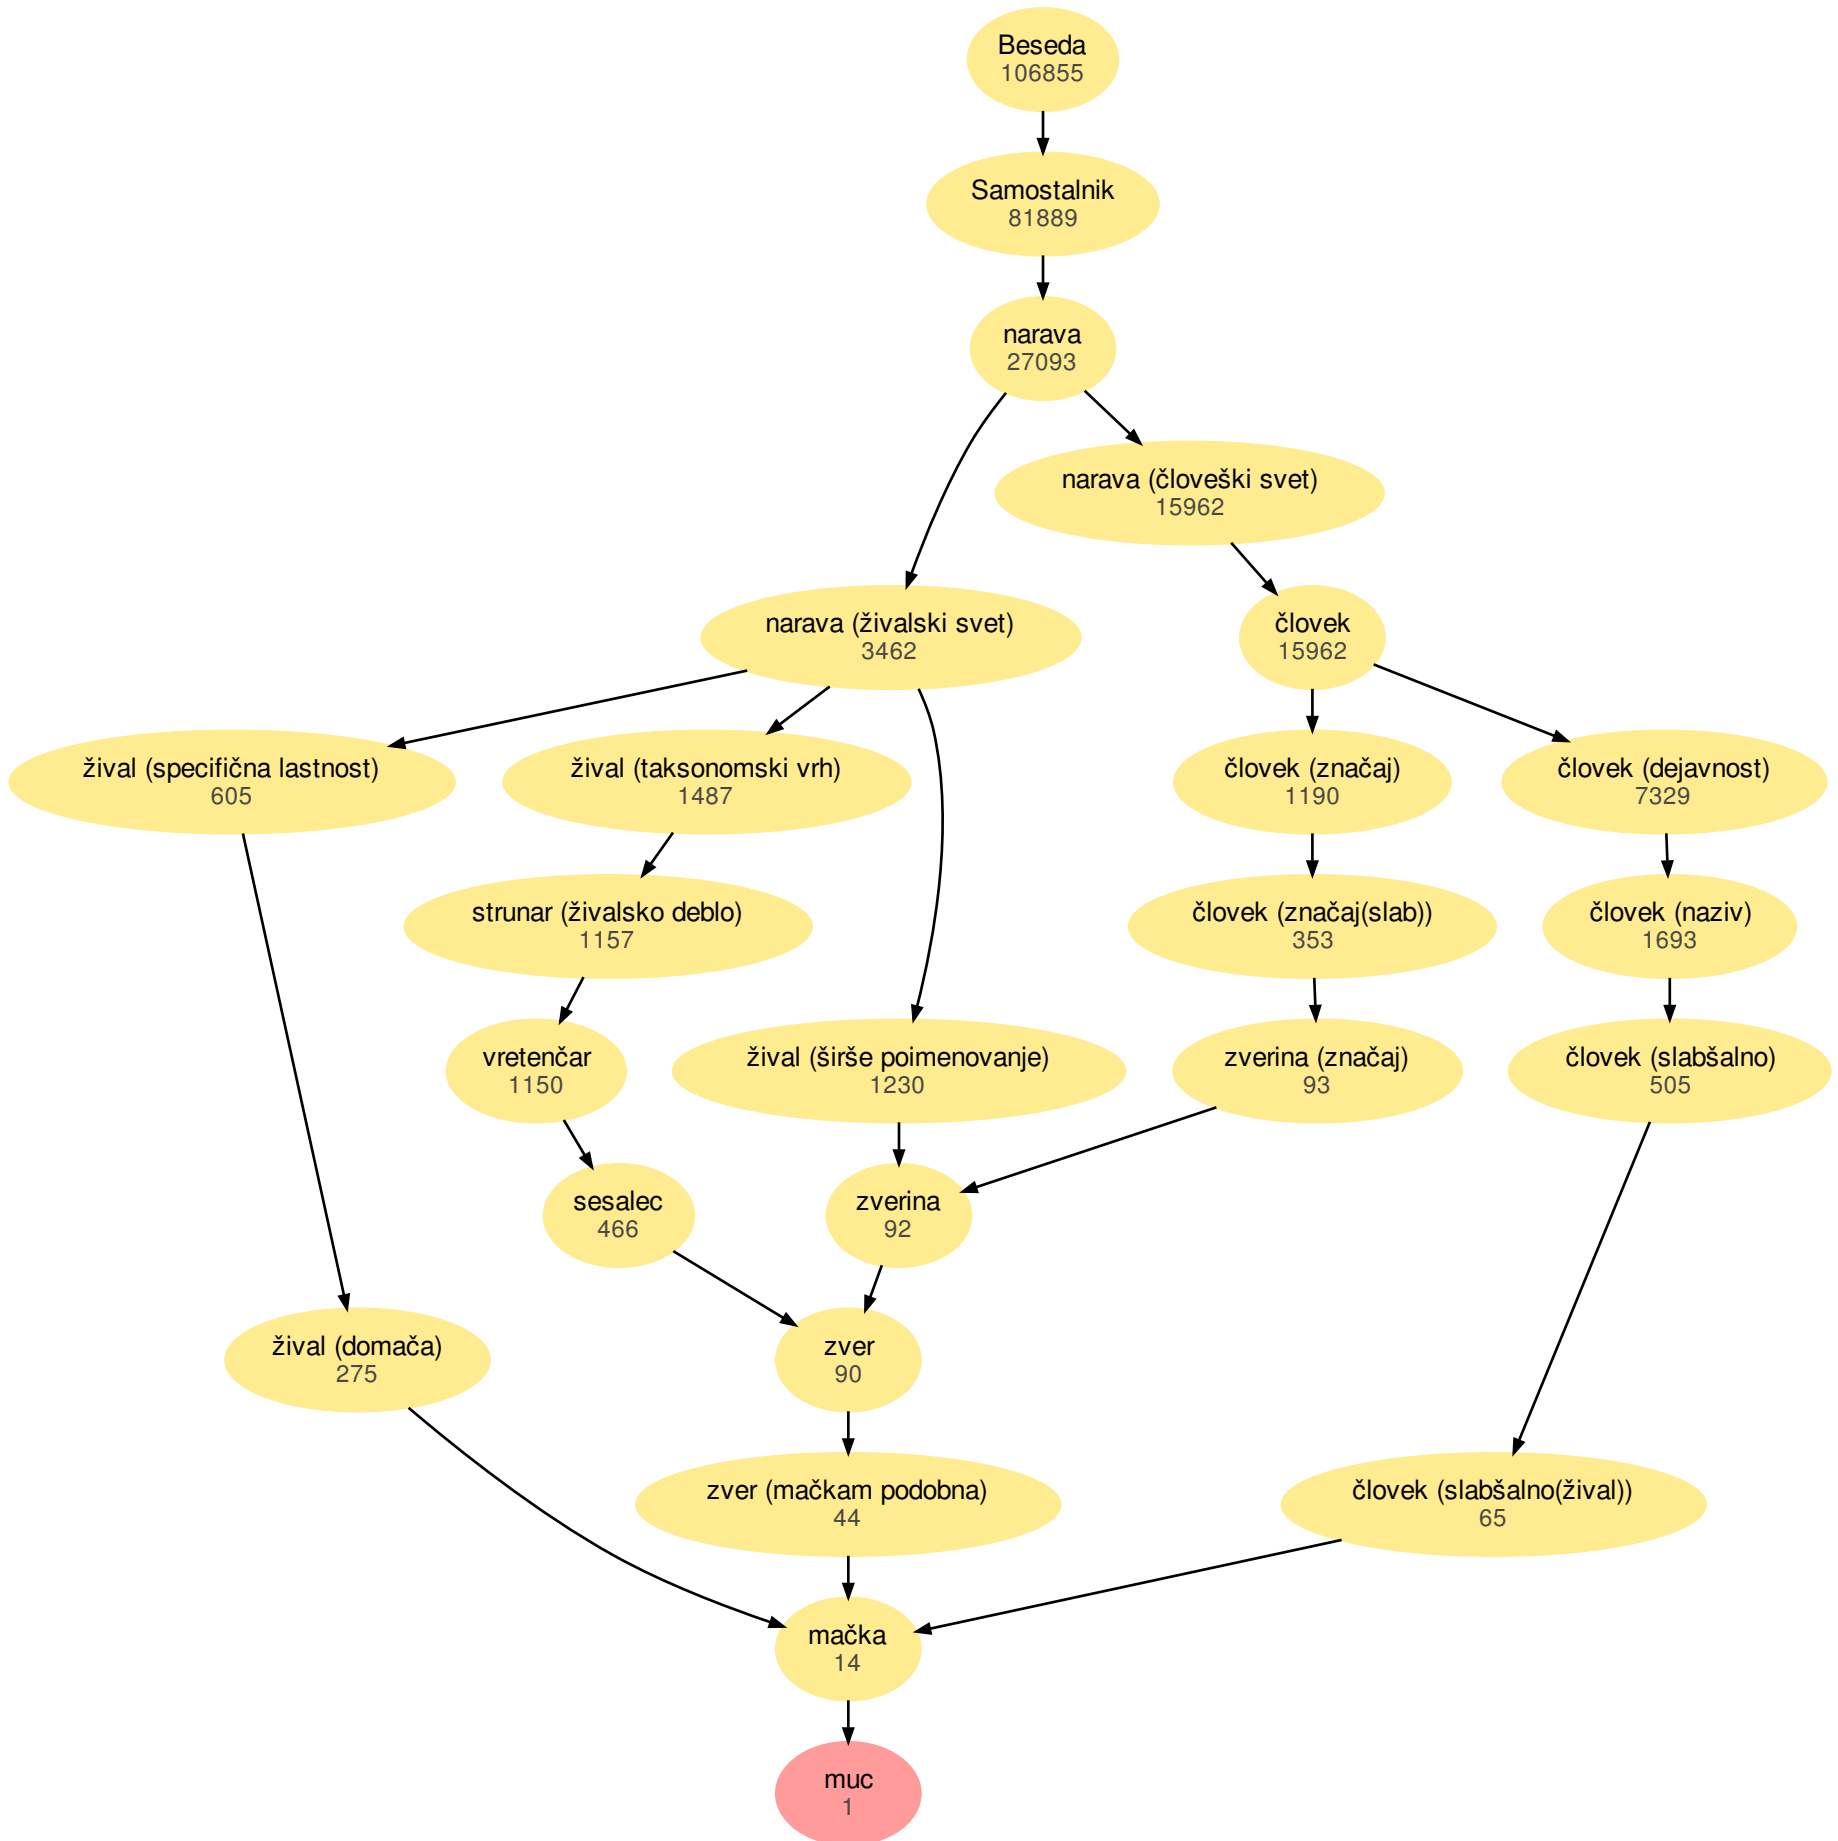 Beseda
106855
Samostalnik
81889
narava
27093
narava (človeški svet)
15962
narava (živalski svet)
3462
človek
15962
žival (specifična lastnost)
605
žival (taksonomski vrh)
1487
človek (značaj)
1190
človek (dejavnost)
7329
strunar (živalsko deblo)
1157
človek (značaj(slab))
353
človek (naziv)
1693
vretenčar
1150
žival (širše poimenovanje)
1230
zverina (značaj)
93
človek (slabšalno)
505
sesalec
466
zverina
92
žival (domača)
275
zver
90
zver (mačkam podobna)
44
človek (slabšalno(žival))
65
mačka
14
muc
1